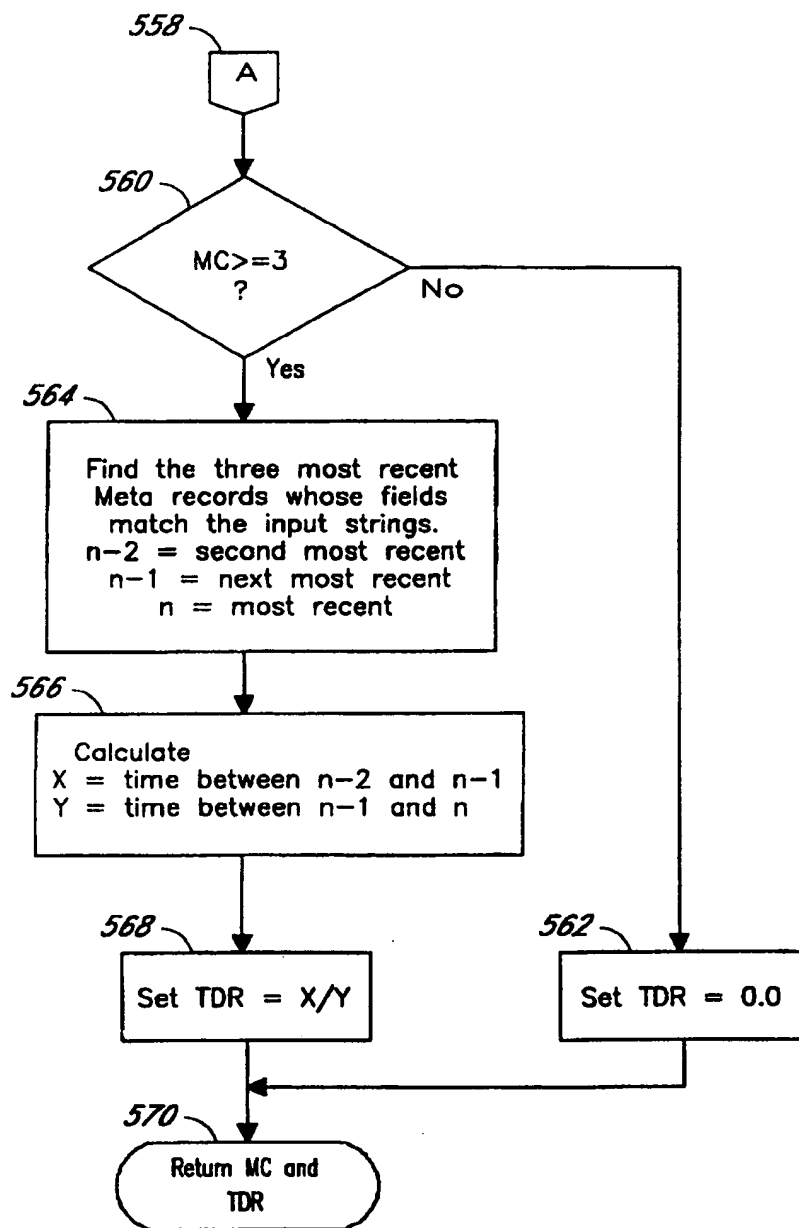 558
A
560
MC>=3
?
No
Yes
564
Find the three most recent
Meta records whose fields
match the input strings.
n-2 = second most recent
n-1 = next most recent
n = most recent
566
Calculate
X = time between n-2 and n-1
Y = time between n-1 and n
568
Set TDR = X/Y
562
Set TDR = 0.0
570
Return MC and
TDR